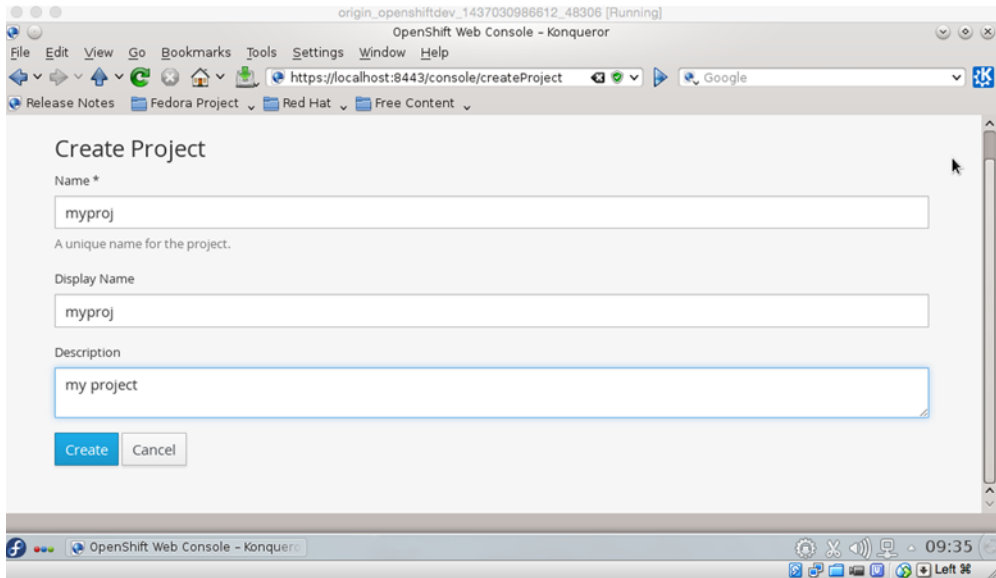 origin_openshiftdev_1437030986612_48306 [Running]
OpenShift Web Console – Konqueror
File Edit View Go Bookmarks Tools Settings Window Help
https://localhost:8443/console/createProject Google
Release Notes Fedora Project Red Hat Free Content
Create Project
Name *
myproj
A unique name for the project.
Display Name
myproj
Description
my project
Create Cancel
OpenShift Web Console – Konquero 09:35
Left ⌘